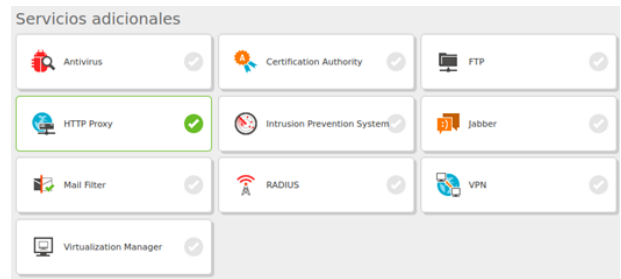 Servicios adicionales
Antivirus
Certification Authority
FTP
HTTP Proxy
Intrusion Prevention System
Jabber
Mail Filter
RADIUS
VPN
Virtualization Manager